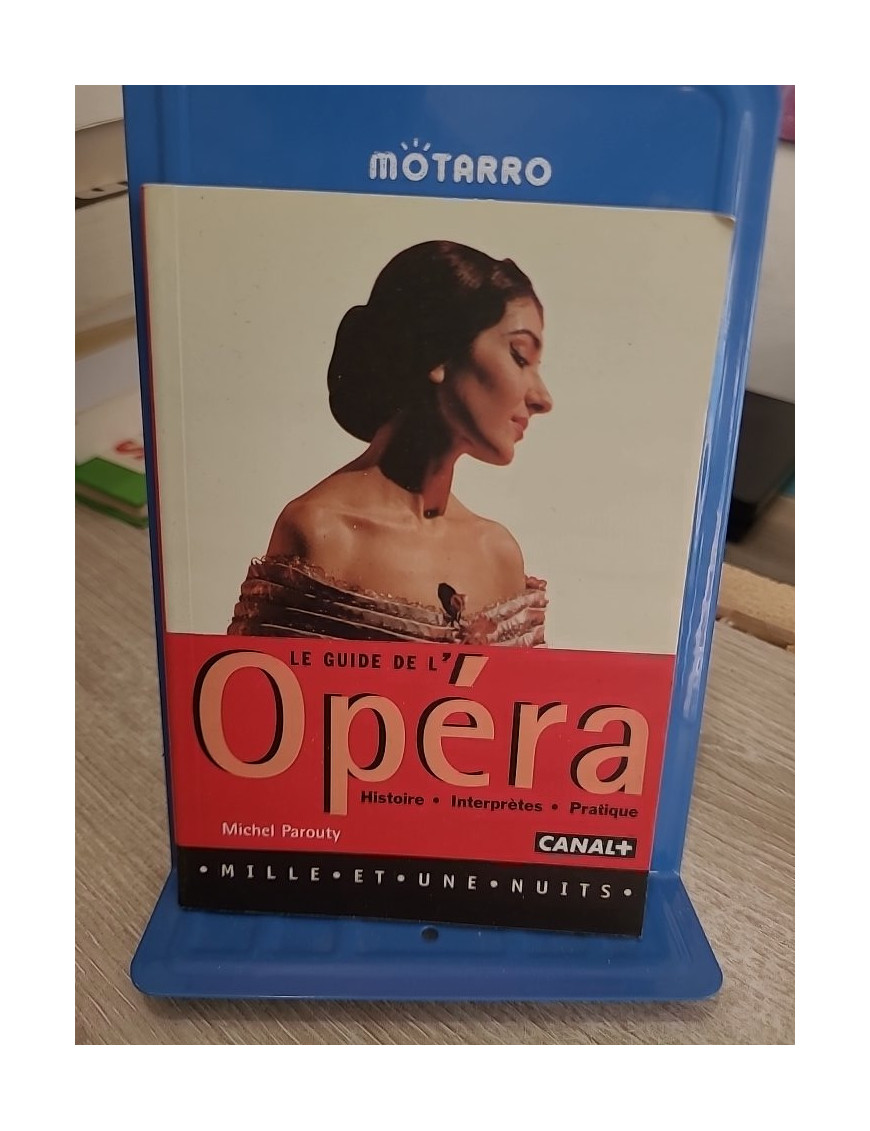 MOTARRO
LE GUIDE DE L'
Opéra
Histoire • Interprètes • Pratique
Michel Parouty
CANAL+
• MILLE • ET • UNE • NUITS •